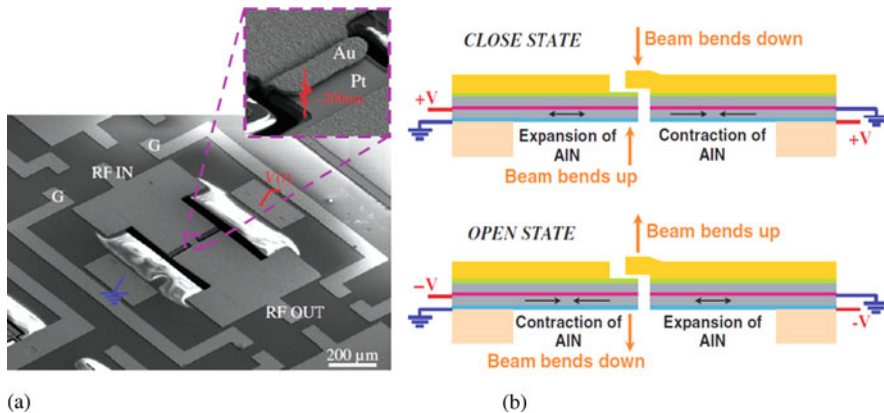 Au
Pt
~200nm
G
RF IN
V(t)
G
RF OUT
200 µm
(a)
CLOSE STATE
Beam bends down
+V
Expansion of
AlN
Contraction of
AlN
+V
Beam bends up
OPEN STATE
Beam bends up
−V
Contraction of
AlN
Expansion of
AlN
-V
Beam bends down
(b)